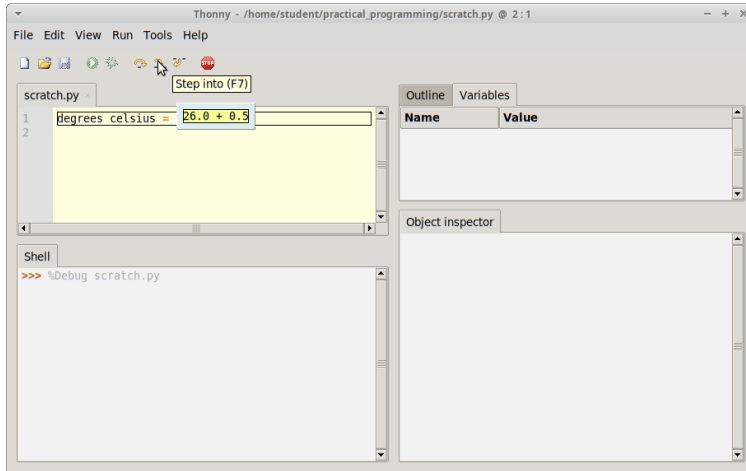 Thonny - /home/student/practical_programming/scratch.py @ 2:1
File Edit View Run Tools Help
STOP
Step into (F7)
scratch.py
1 degrees celsius = 26.0 + 0.5
2
Outline Variables
Name Value
Object inspector
Shell
>>> %Debug scratch.py